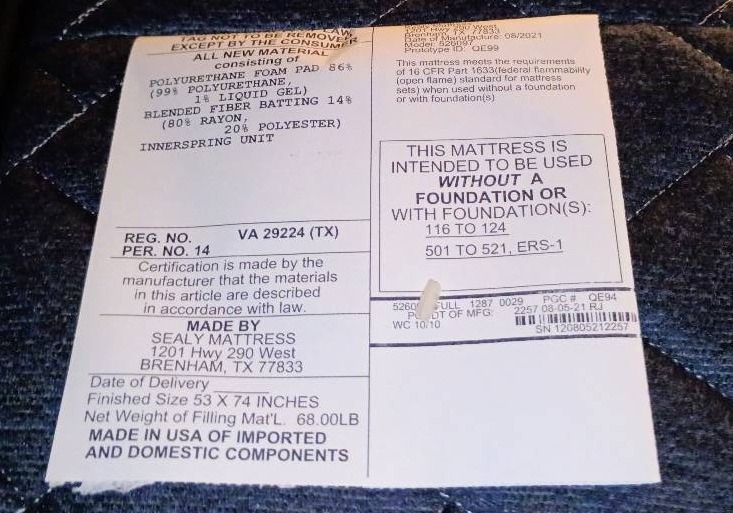 TAG NOT TO BE REMOVED
EXCEPT BY THE CONSUMER
ALL NEW MATERIAL
consisting of
POLYURETHANE FOAM PAD 86%
(99% POLYURETHANE,
1% LIQUID GEL)
BLENDED FIBER BATTING 14%
(80% RAYON,
20% POLYESTER)
INNERSPRING UNIT
REG. NO. VA 29224 (TX)
PER. NO. 14
Certification is made by the
manufacturer that the materials
in this article are described
in accordance with law.
MADE BY
SEALY MATTRESS
1201 Hwy 290 West
BRENHAM, TX 77833
Date of Delivery
Finished Size 53 X 74 INCHES
Net Weight of Filling Mat'L. 68.00LB
MADE IN USA OF IMPORTED
AND DOMESTIC COMPONENTS
1201 Hwy 290 West
Brenham, TX 77833
Date of Manufacture: 08/2021
Model: 526097
Prototype ID: QE99
This mattress meets the requirements
of 16 CFR Part 1633(federal flammability
(open flame) standard for mattress
sets) when used without a foundation
or with foundation(s)
THIS MATTRESS IS
INTENDED TO BE USED
WITHOUT A
FOUNDATION OR
WITH FOUNDATION(S):
116 TO 124
501 TO 521, ERS-1
FULL 1287 0029 PGC # QE94
DT OF MFG: 2257 08-05-21 RJ
WC 10/10
SN 120805212257